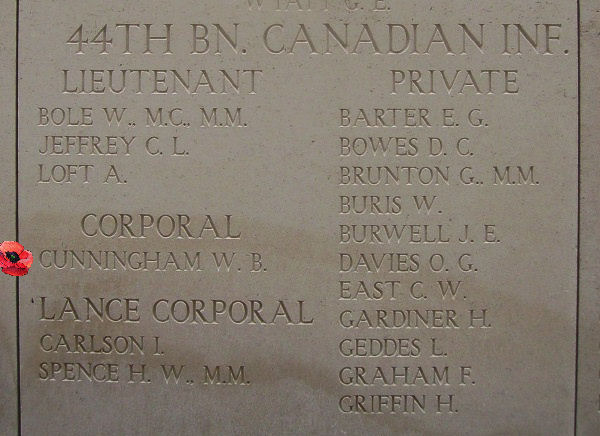 WYATT G. E.
44TH BN. CANADIAN INF.
LIEUTENANT
BOLE W., M.C., M.M.
JEFFREY C. L.
LOFT A.
CORPORAL
CUNNINGHAM W. B.
LANCE CORPORAL
CARLSON I.
SPENCE H. W., M.M.
PRIVATE
BARTER E. G.
BOWES D. C.
BRUNTON G., M.M.
BURIS W.
BURWELL J. E.
DAVIES O. G.
EAST C. W.
GARDINER H.
GEDDES L.
GRAHAM F.
GRIFFIN H.